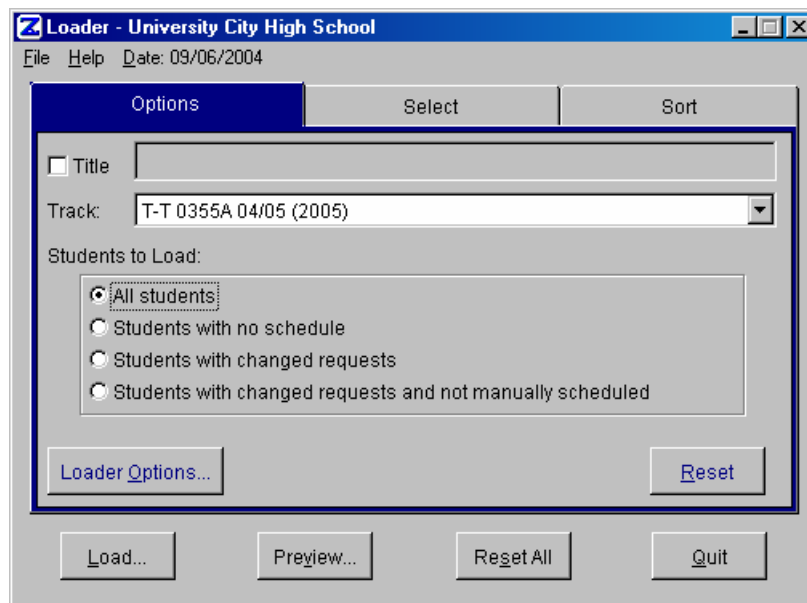 Loader - University City High School
File Help Date: 09/06/2004
Options Select Sort
Title
Track: T-T 0355A 04/05 (2005)
Students to Load:
All students
Students with no schedule
Students with changed requests
Students with changed requests and not manually scheduled
Loader Options... Reset
Load... Preview... Reset All Quit